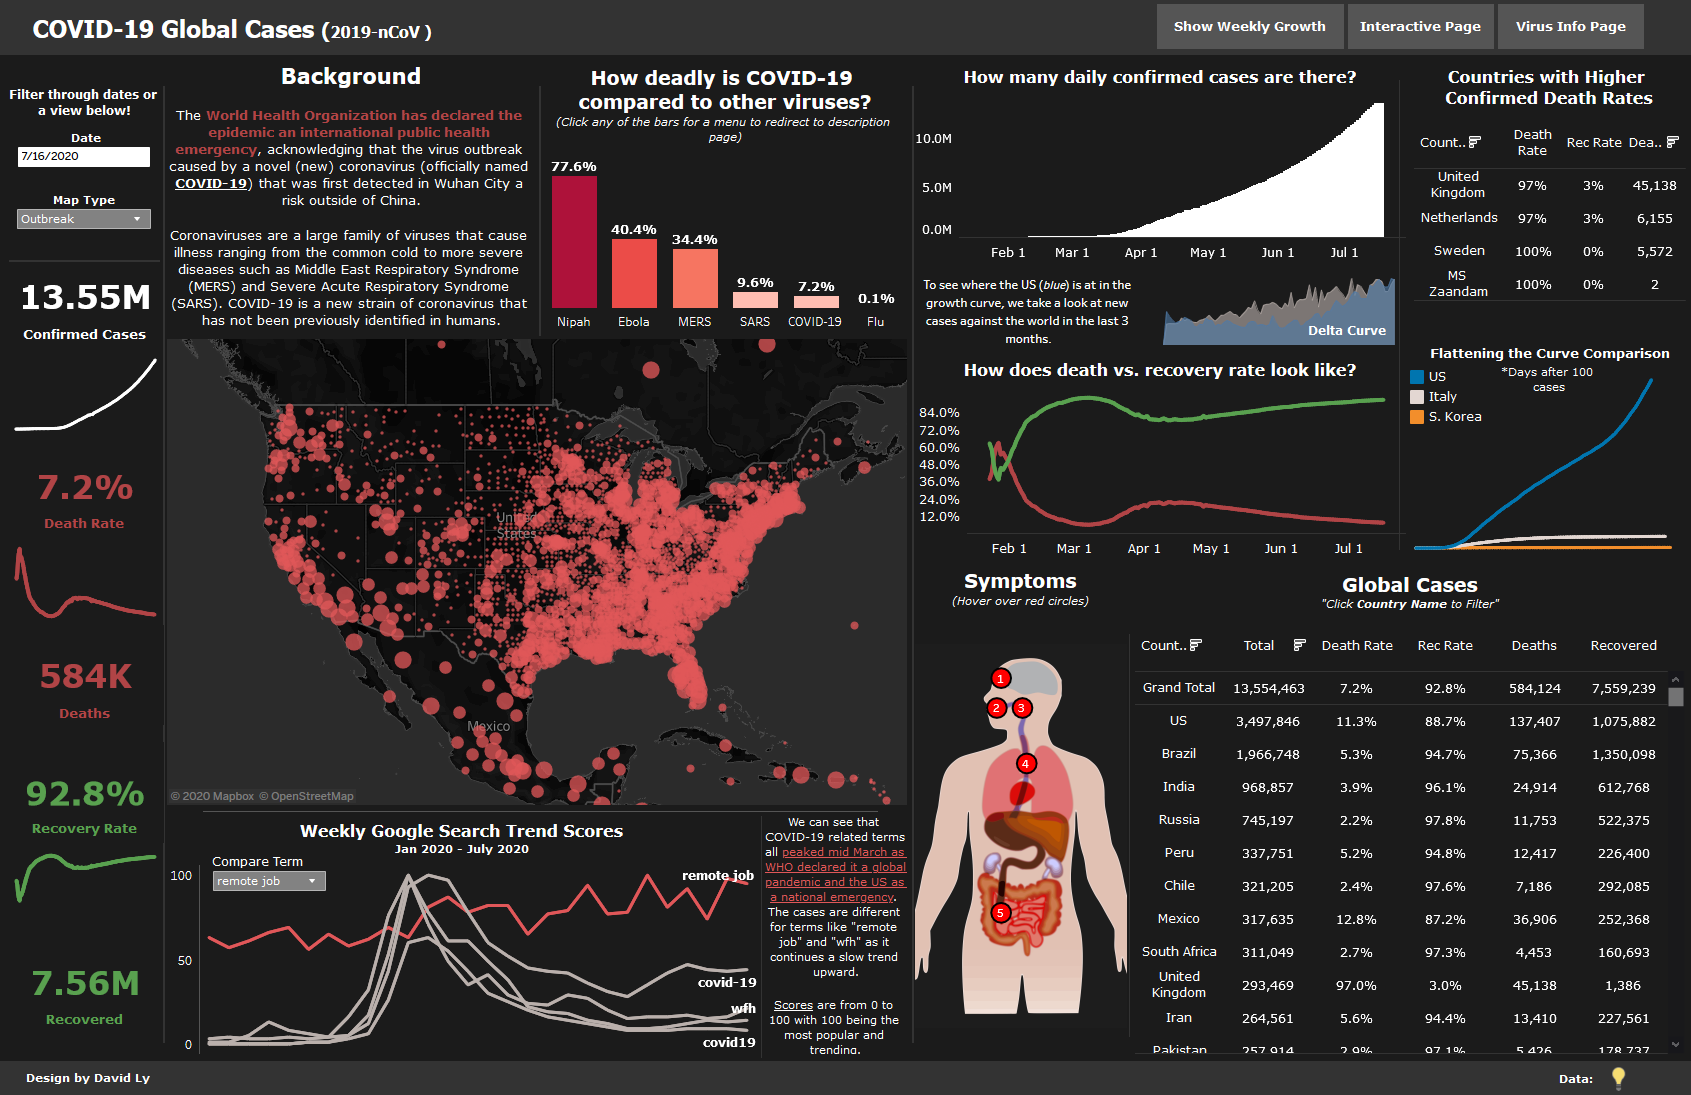 COVID-19 Global Cases (2019-nCoV )
Show Weekly Growth
Interactive Page
Virus Info Page
Filter through dates or
a view below!
Date
7/16/2020
Map Type
Outbreak
13.55M
Confirmed Cases
7.2%
Death Rate
584K
Deaths
92.8%
Recovery Rate
7.56M
Recovered
Background
The World Health Organization has declared the
epidemic an international public health
emergency, acknowledging that the virus outbreak
caused by a novel (new) coronavirus (officially named
COVID-19) that was first detected in Wuhan City a
risk outside of China.
Coronaviruses are a large family of viruses that cause
illness ranging from the common cold to more severe
diseases such as Middle East Respiratory Syndrome
(MERS) and Severe Acute Respiratory Syndrome
(SARS). COVID-19 is a new strain of coronavirus that
has not been previously identified in humans.
How deadly is COVID-19
compared to other viruses?
(Click any of the bars for a menu to redirect to description
page)
77.6%
40.4%
34.4%
9.6%
7.2%
0.1%
Nipah
Ebola
MERS
SARS
COVID-19
Flu
United
States
Mexico
© 2020 Mapbox © OpenStreetMap
Weekly Google Search Trend Scores
Jan 2020 - July 2020
Compare Term
remote job
100
50
0
remote job
covid-19
wfh
covid19
We can see that
COVID-19 related terms
all peaked mid March as
WHO declared it a global
pandemic and the US as
a national emergency.
The cases are different
for terms like "remote
job" and "wfh" as it
continues a slow trend
upward.
Scores are from 0 to
100 with 100 being the
most popular and
trending.
How many daily confirmed cases are there?
10.0M
5.0M
0.0M
Feb 1
Mar 1
Apr 1
May 1
Jun 1
Jul 1
To see where the US (blue) is at in the
growth curve, we take a look at new
cases against the world in the last 3
months.
Delta Curve
How does death vs. recovery rate look like?
84.0%
72.0%
60.0%
48.0%
36.0%
24.0%
12.0%
Feb 1
Mar 1
Apr 1
May 1
Jun 1
Jul 1
Countries with Higher
Confirmed Death Rates
Count.. Death Rate Rec Rate Dea..
United Kingdom 97% 3% 45,138
Netherlands 97% 3% 6,155
Sweden 100% 0% 5,572
MS Zaandam 100% 0% 2
Flattening the Curve Comparison
*Days after 100
cases
US
Italy
S. Korea
Symptoms
(Hover over red circles)
1
2
3
4
5
Global Cases
"Click Country Name to Filter"
Count.. Total Death Rate Rec Rate Deaths Recovered
Grand Total 13,554,463 7.2% 92.8% 584,124 7,559,239
US 3,497,846 11.3% 88.7% 137,407 1,075,882
Brazil 1,966,748 5.3% 94.7% 75,366 1,350,098
India 968,857 3.9% 96.1% 24,914 612,768
Russia 745,197 2.2% 97.8% 11,753 522,375
Peru 337,751 5.2% 94.8% 12,417 226,400
Chile 321,205 2.4% 97.6% 7,186 292,085
Mexico 317,635 12.8% 87.2% 36,906 252,368
South Africa 311,049 2.7% 97.3% 4,453 160,693
United Kingdom 293,469 97.0% 3.0% 45,138 1,386
Iran 264,561 5.6% 94.4% 13,410 227,561
Pakistan 257,914 2.9% 97.1% 5,426 178,737
Design by David Ly
Data: